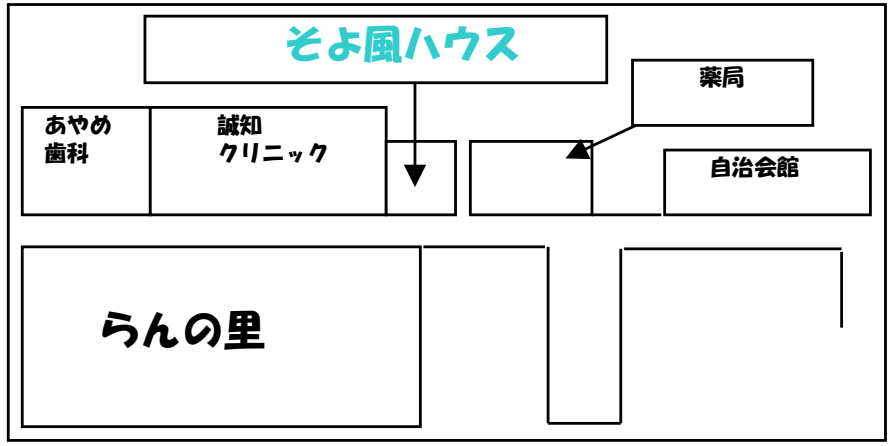 そよ風ハウス
薬局
あやめ
歯科
誠知
クリニック
自治会館
らんの里